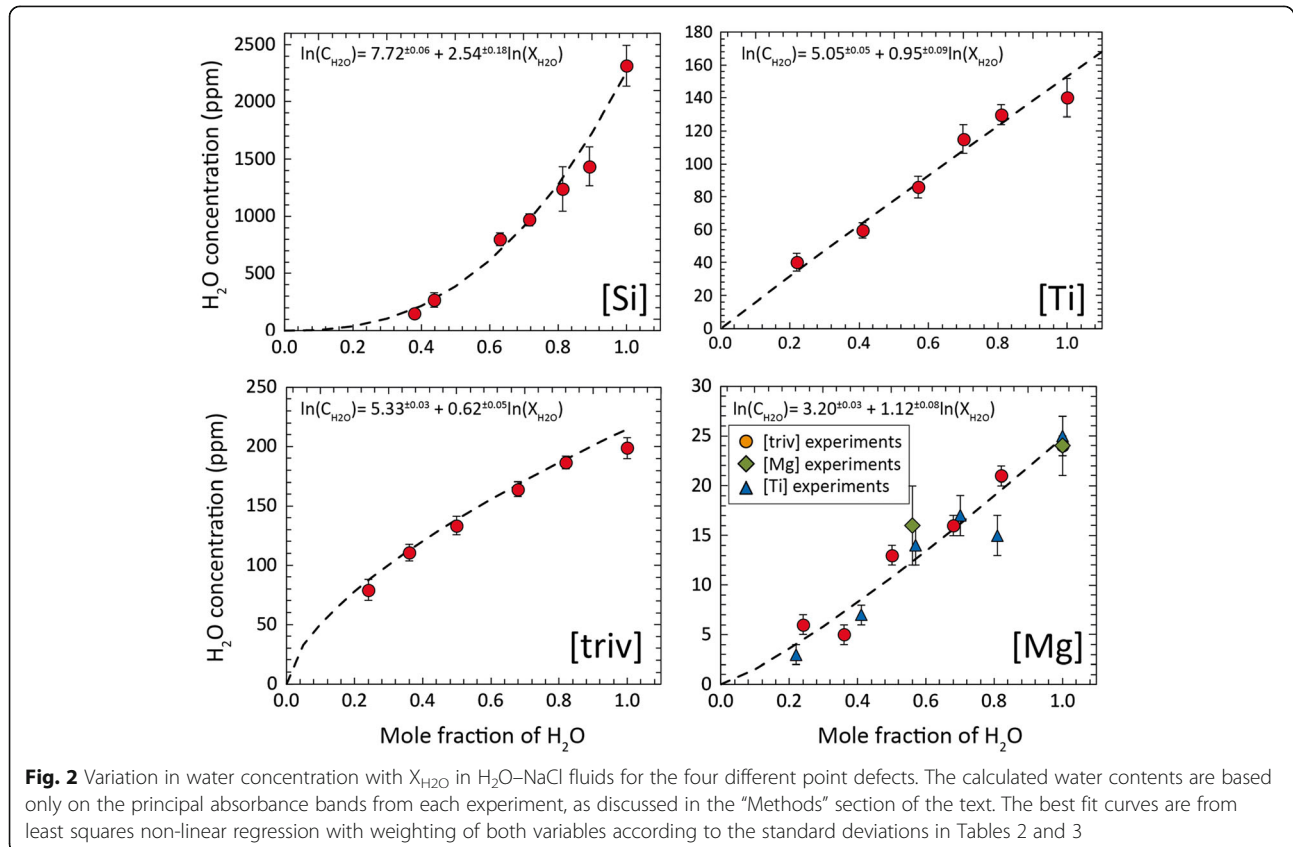 ln(C_H2O) = 7.72^±0.06 + 2.54^±0.18 ln(X_H2O)
2500
2000
1500
1000
500
0
H₂O concentration (ppm)
[Si]
0.0 0.2 0.4 0.6 0.8 1.0
ln(C_H2O) = 5.05^±0.05 + 0.95^±0.09 ln(X_H2O)
160
140
120
100
80
60
40
20
0
[Ti]
0.0 0.2 0.4 0.6 0.8 1.0
ln(C_H2O) = 5.33^±0.03 + 0.62^±0.05 ln(X_H2O)
250
200
150
100
50
0
H₂O concentration (ppm)
[triv]
0.0 0.2 0.4 0.6 0.8 1.0
Mole fraction of H₂O
ln(C_H2O) = 3.20^±0.03 + 1.12^±0.08 ln(X_H2O)
30
25
20
15
10
5
0
[triv] experiments
[Mg] experiments
[Ti] experiments
[Mg]
0.0 0.2 0.4 0.6 0.8 1.0
Mole fraction of H₂O
Fig. 2 Variation in water concentration with X_H2O in H₂O–NaCl fluids for the four different point defects. The calculated water contents are based
only on the principal absorbance bands from each experiment, as discussed in the “Methods” section of the text. The best fit curves are from
least squares non-linear regression with weighting of both variables according to the standard deviations in Tables 2 and 3